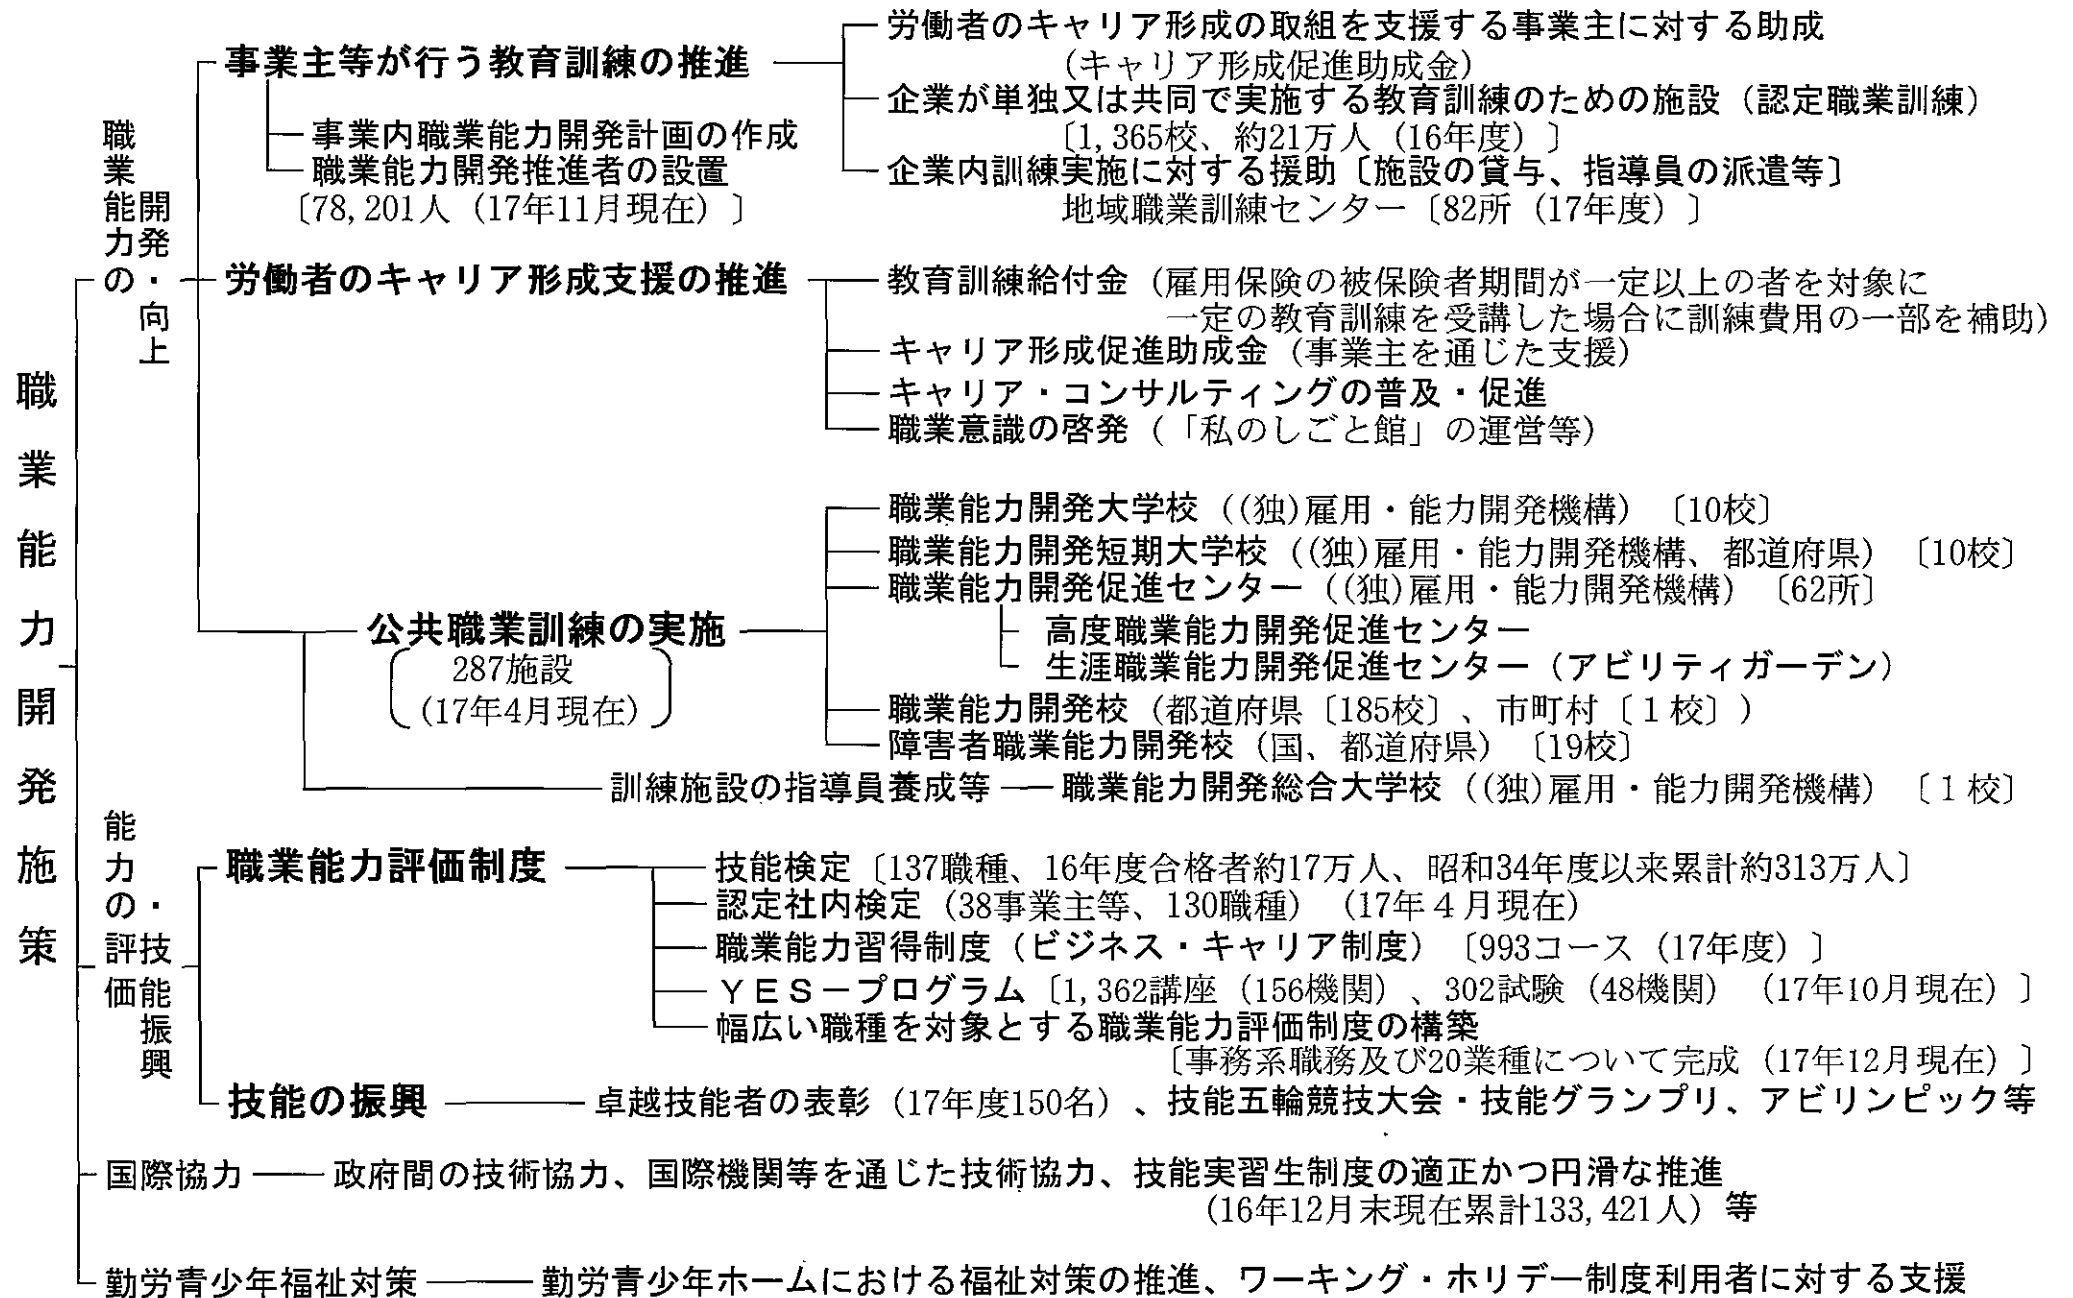 職業能力開発施策
職業能力の
開発・向上
事業主等が行う教育訓練の推進
事業内職業能力開発計画の作成
職業能力開発推進者の設置
〔78,201人（17年11月現在）〕
労働者のキャリア形成の取組を支援する事業主に対する助成
（キャリア形成促進助成金）
企業が単独又は共同で実施する教育訓練のための施設（認定職業訓練）
〔1,365校、約21万人（16年度）〕
企業内訓練実施に対する援助〔施設の貸与、指導員の派遣等〕
地域職業訓練センター〔82所（17年度）〕
労働者のキャリア形成支援の推進
教育訓練給付金（雇用保険の被保険者期間が一定以上の者を対象に
一定の教育訓練を受講した場合に訓練費用の一部を補助）
キャリア形成促進助成金（事業主を通じた支援）
キャリア・コンサルティングの普及・促進
職業意識の啓発（「私のしごと館」の運営等）
公共職業訓練の実施
287施設
(17年4月現在)
職業能力開発大学校（(独)雇用・能力開発機構）〔10校〕
職業能力開発短期大学校（(独)雇用・能力開発機構、都道府県）〔10校〕
職業能力開発促進センター（(独)雇用・能力開発機構）〔62所〕
高度職業能力開発促進センター
生涯職業能力開発促進センター（アビリティガーデン）
職業能力開発校（都道府県〔185校〕、市町村〔１校〕）
障害者職業能力開発校（国、都道府県）〔19校〕
訓練施設の指導員養成等
職業能力開発総合大学校（(独)雇用・能力開発機構）〔１校〕
能力の評価
・技能振興
職業能力評価制度
技能検定〔137職種、16年度合格者約17万人、昭和34年度以来累計約313万人〕
認定社内検定（38事業主等、130職種）（17年４月現在）
職業能力習得制度（ビジネス・キャリア制度）〔993コース（17年度）〕
ＹＥＳ－プログラム〔1,362講座（156機関）、302試験（48機関）（17年10月現在）〕
幅広い職種を対象とする職業能力評価制度の構築
〔事務系職務及び20業種について完成（17年12月現在）〕
技能の振興
卓越技能者の表彰（17年度150名）、技能五輪競技大会・技能グランプリ、アビリンピック等
国際協力
政府間の技術協力、国際機関等を通じた技術協力、技能実習生制度の適正かつ円滑な推進
（16年12月末現在累計133,421人）等
勤労青少年福祉対策
勤労青少年ホームにおける福祉対策の推進、ワーキング・ホリデー制度利用者に対する支援